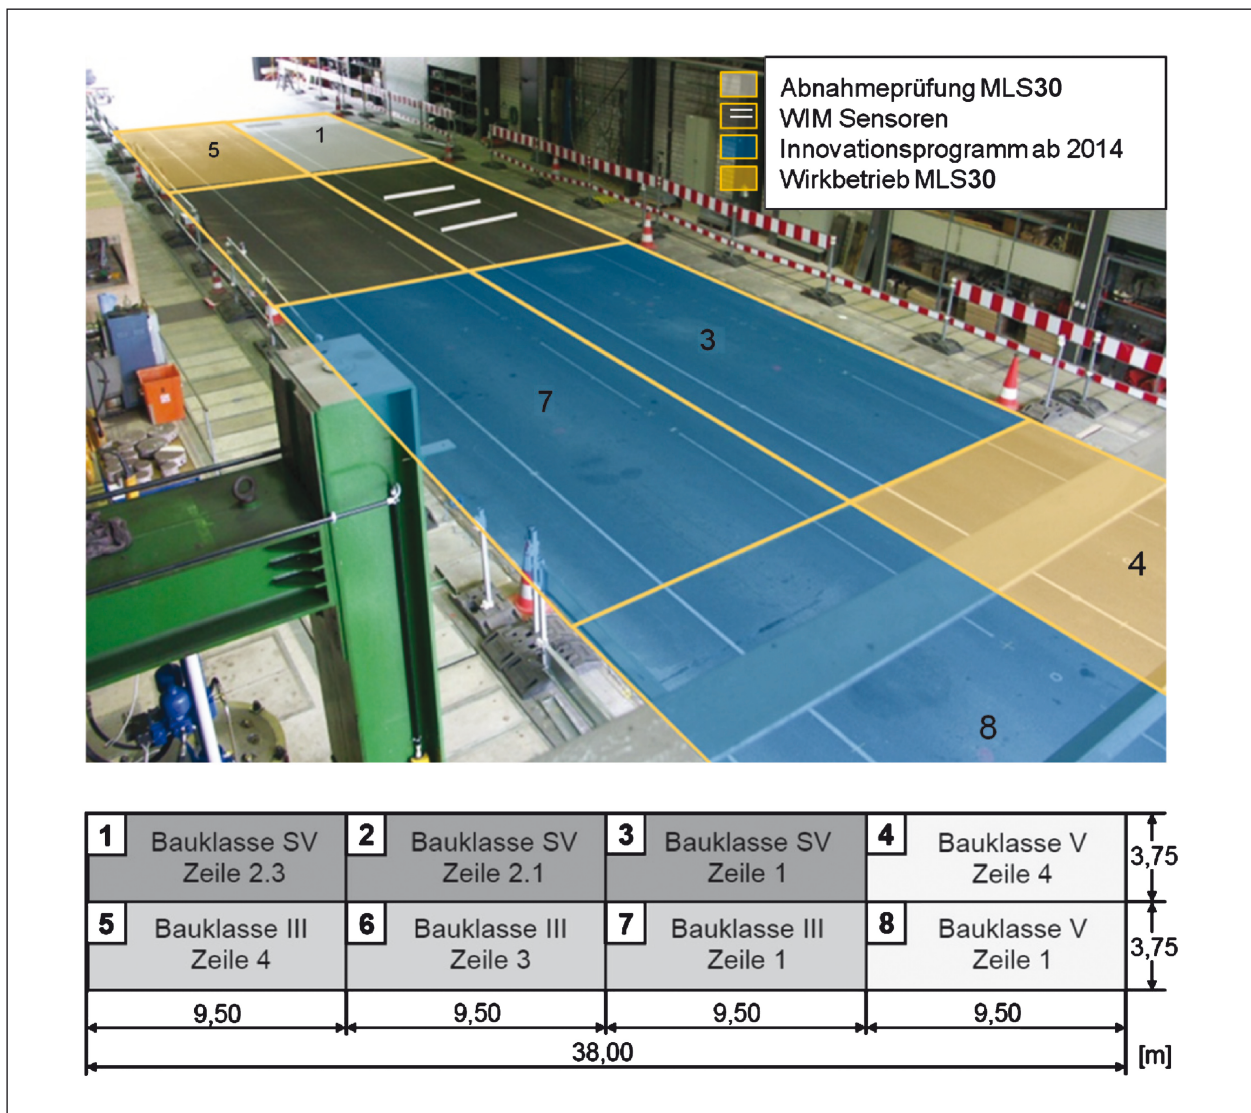 Abnahmeprüfung MLS30
WIM Sensoren
Innovationsprogramm ab 2014
Wirkbetrieb MLS30
5
1
3
7
4
8
1
Bauklasse SV
Zeile 2.3
2
Bauklasse SV
Zeile 2.1
3
Bauklasse SV
Zeile 1
4
Bauklasse V
Zeile 4
3,75
5
Bauklasse III
Zeile 4
6
Bauklasse III
Zeile 3
7
Bauklasse III
Zeile 1
8
Bauklasse V
Zeile 1
3,75
9,50
9,50
9,50
9,50
38,00
[m]